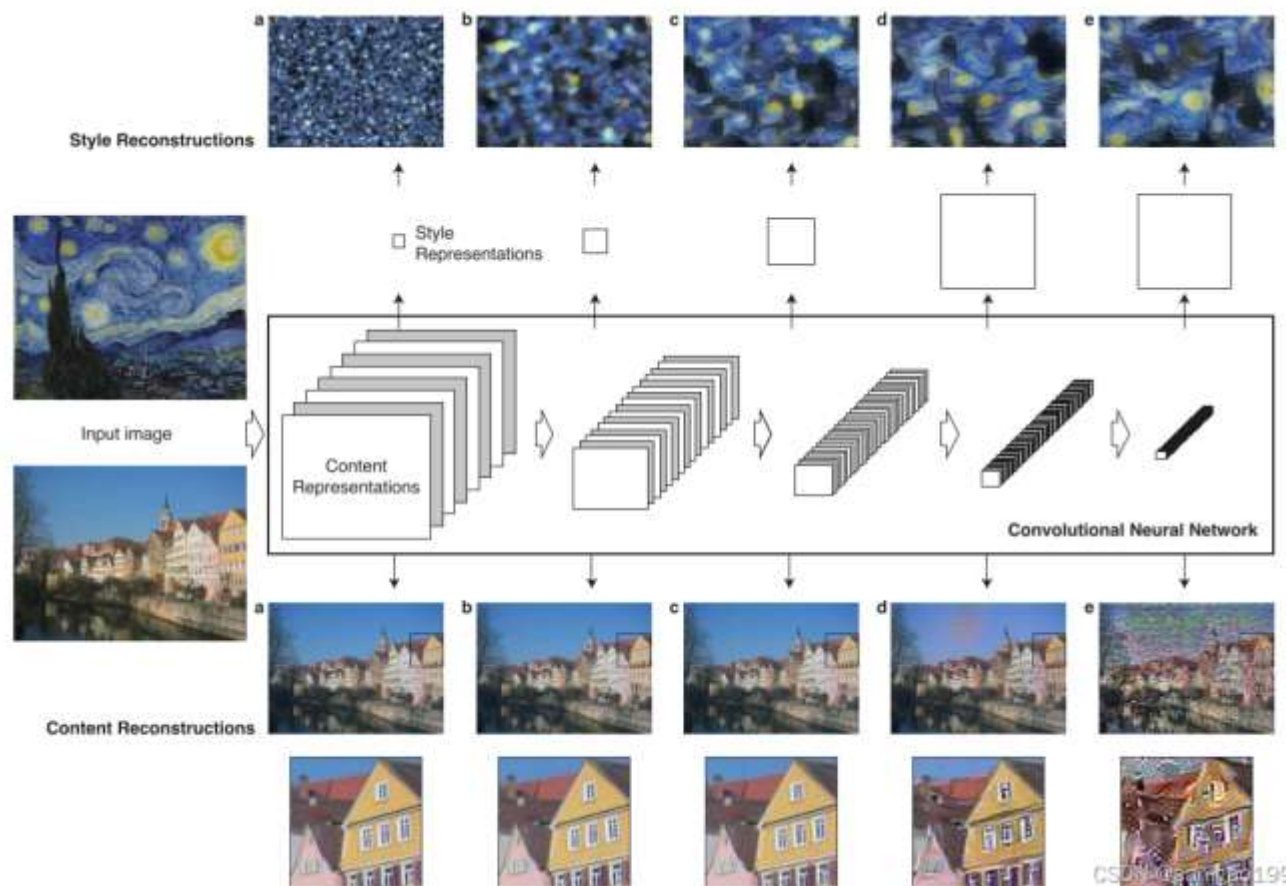 a
b
c
d
e
Style Reconstructions
Style
Representations
Input image
Content
Representations
Convolutional Neural Network
a
b
c
d
e
Content Reconstructions